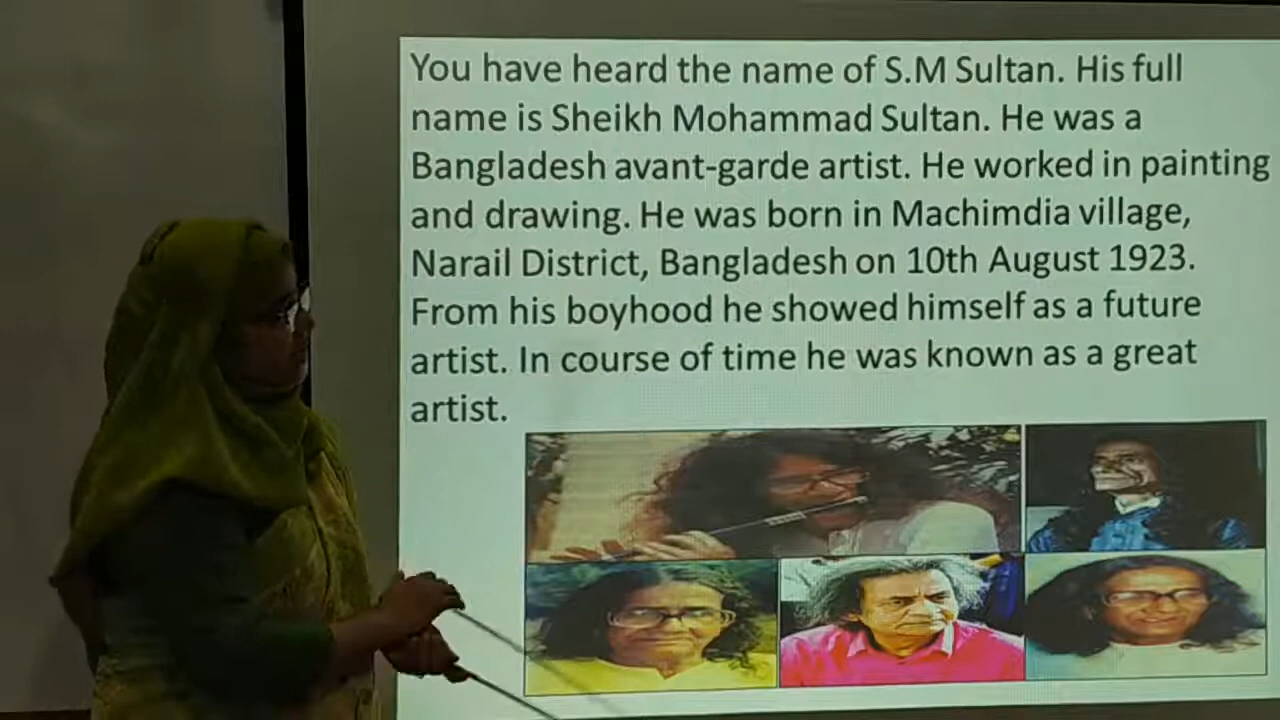 You have heard the name of S.M Sultan. His full
name is Sheikh Mohammad Sultan. He was a
Bangladesh avant-garde artist. He worked in painting
and drawing. He was born in Machimdia village,
Narail District, Bangladesh on 10th August 1923.
From his boyhood he showed himself as a future
artist. In course of time he was known as a great
artist.